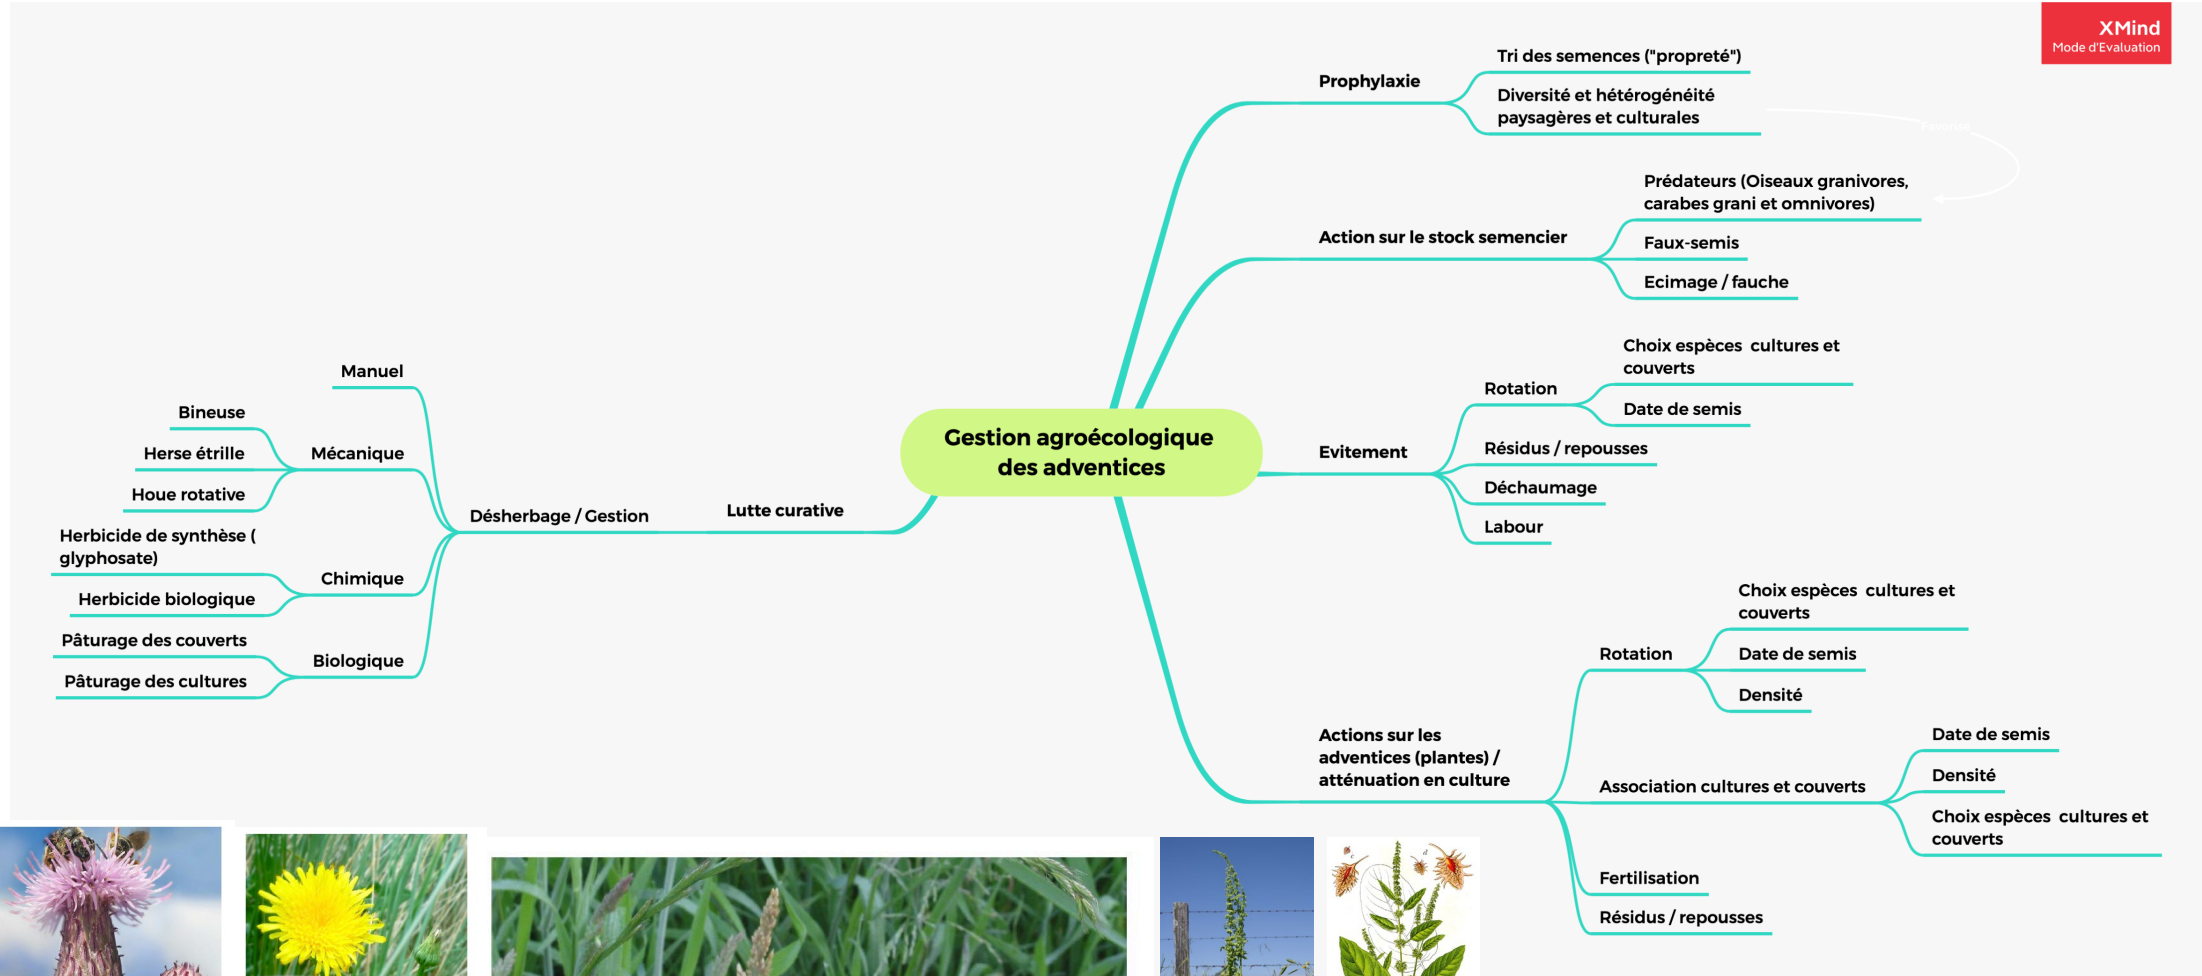 XMind
Mode d'Evaluation
Prophylaxie
Tri des semences ("propreté")
Diversité et hétérogénéité
paysagères et culturales
Action sur le stock semencier
Prédateurs (Oiseaux granivores,
carabes grani et omnivores)
Faux-semis
Ecimage / fauche
Gestion agroécologique
des adventices
Evitement
Rotation
Choix espèces  cultures et
couverts
Date de semis
Résidus / repousses
Déchaumage
Labour
Actions sur les
adventices (plantes) /
atténuation en culture
Rotation
Choix espèces  cultures et
couverts
Date de semis
Densité
Association cultures et couverts
Date de semis
Densité
Choix espèces  cultures et
couverts
Fertilisation
Résidus / repousses
Lutte curative
Désherbage / Gestion
Manuel
Mécanique
Bineuse
Herse étrille
Houe rotative
Chimique
Herbicide de synthèse (
glyphosate)
Herbicide biologique
Biologique
Pâturage des couverts
Pâturage des cultures